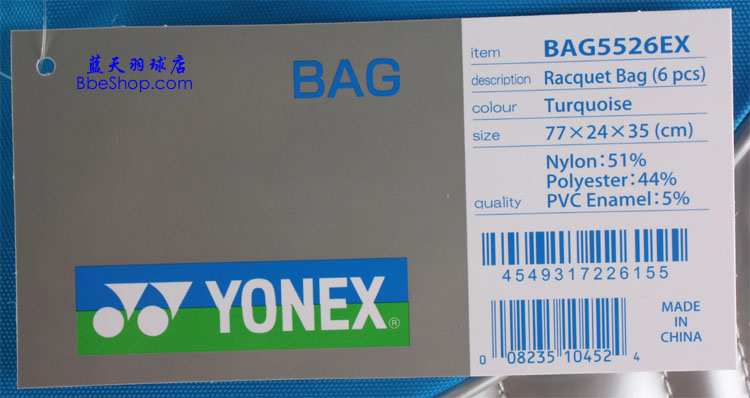 蓝天羽球店
BbeShop.com
BAG
YONEX®
item BAG5526EX
description Racquet Bag (6 pcs)
colour Turquoise
size 77×24×35 (cm)
quality Nylon:51%
Polyester:44%
PVC Enamel:5%
4549317226155
0 08235 10452 4
MADE
IN
CHINA